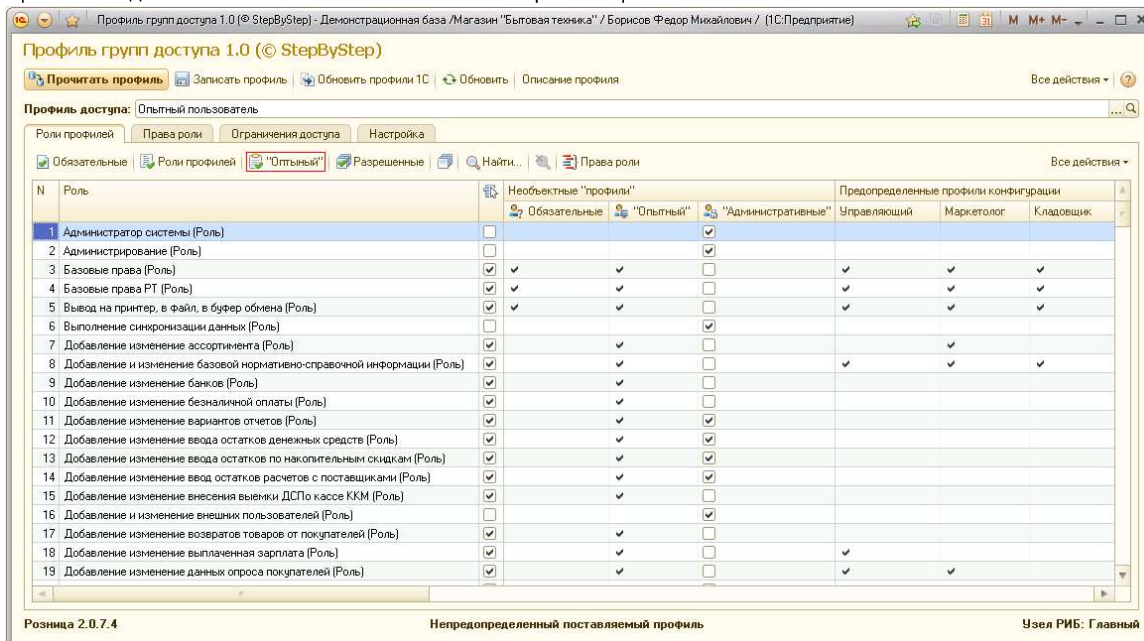 Профиль групп доступа 1.0 (© StepByStep) - Демонстрационная база /Магазин "Бытовая техника" / Борисов Федор Михайлович / (1С:Предприятие) M M+ M-
Профиль групп доступа 1.0 (© StepByStep)
Прочитать профиль Записать профиль Обновить профили 1С Обновить Описание профиля Все действия
Профиль доступа: Опытный пользователь
Роли профилей Права роли Ограничения доступа Настройка
Обязательные Роли профилей "Оптыный" Разрешенные Найти... Права роли Все действия
N Роль Необъектные "профили" Предопределенные профили конфигурации
Обязательные "Опытный" "Административные" Управляющий Маркетолог Кладовщик
1 Администратор системы (Роль)
2 Администрирование (Роль)
3 Базовые права (Роль)
4 Базовые права РТ (Роль)
5 Вывод на принтер, в файл, в буфер обмена (Роль)
6 Выполнение синхронизации данных (Роль)
7 Добавление изменение ассортимента (Роль)
8 Добавление и изменение базовой нормативно-справочной информации (Роль)
9 Добавление изменение банков (Роль)
10 Добавление изменение безналичной оплаты (Роль)
11 Добавление изменение вариантов отчетов (Роль)
12 Добавление изменение ввода остатков денежных средств (Роль)
13 Добавление изменение ввода остатков по накопительным скидкам (Роль)
14 Добавление изменение ввод остатков расчетов с поставщиками (Роль)
15 Добавление изменение внесения выемки ДСПо кассе ККМ (Роль)
16 Добавление и изменение внешних пользователей (Роль)
17 Добавление изменение возвратов товаров от покупателей (Роль)
18 Добавление изменение выплаченная зарплата (Роль)
19 Добавление изменение данных опроса покупателей (Роль)
Розница 2.0.7.4 Непредопределенный поставляемый профиль Узел РИБ: Главный